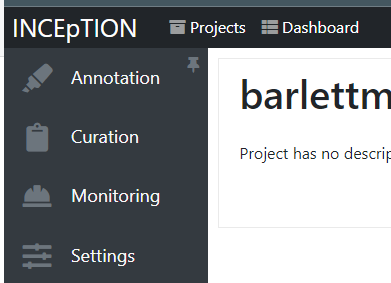 INCEpTION Projects Dashboard
Annotation
Curation
Monitoring
Settings
barlettm
Project has no descrip